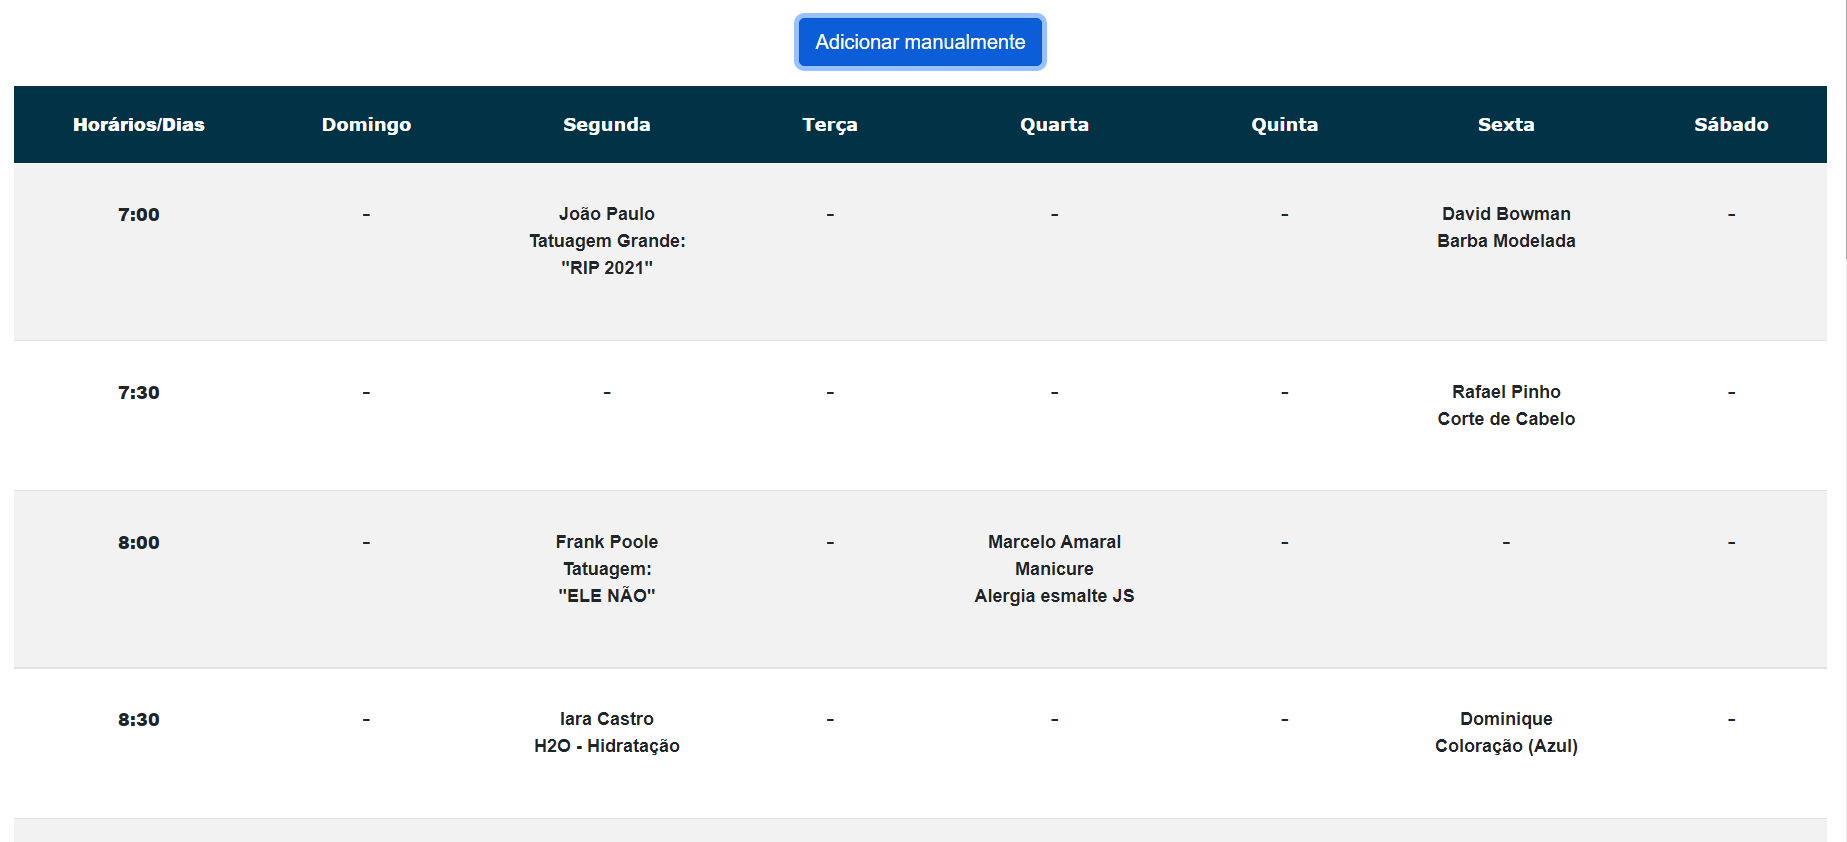 Adicionar manualmente
Horários/Dias Domingo Segunda Terça Quarta Quinta Sexta Sábado
7:00 - João Paulo - - - David Bowman -
Tatuagem Grande: Barba Modelada
"RIP 2021"
7:30 - - - - - Rafael Pinho -
Corte de Cabelo
8:00 - Frank Poole - Marcelo Amaral - - -
Tatuagem: Manicure
"ELE NÃO" Alergia esmalte JS
8:30 - Iara Castro - - - Dominique -
H2O - Hidratação Coloração (Azul)